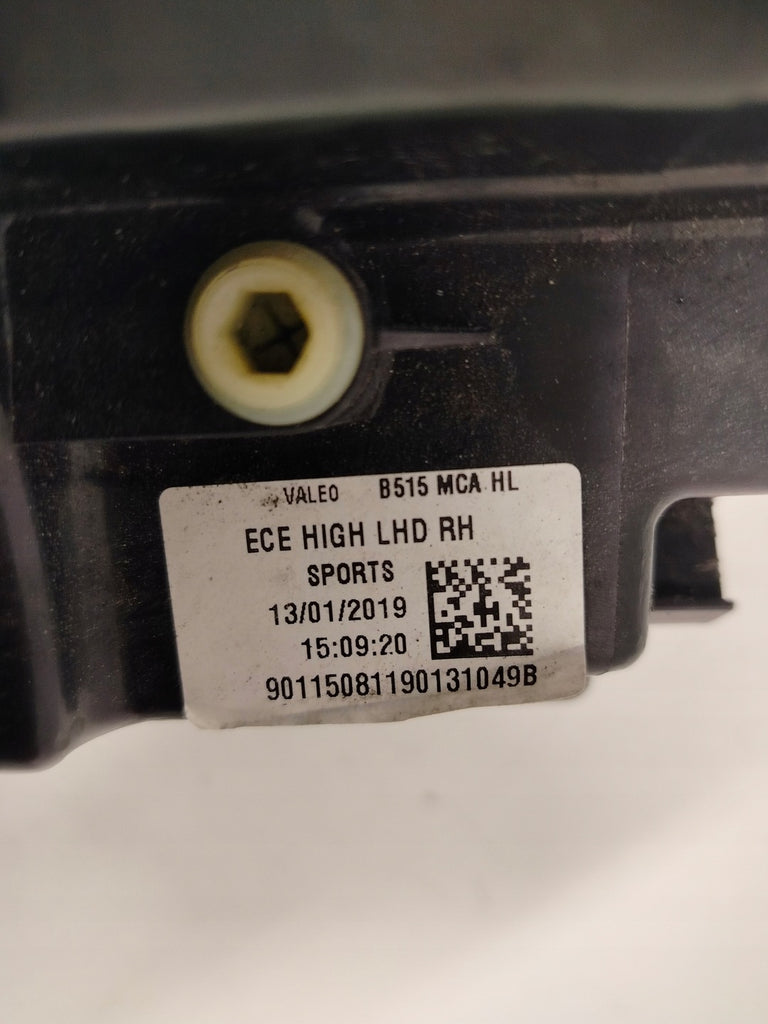 VALEO B515 MCA HL
ECE HIGH LHD RH
SPORTS
13/01/2019
15:09:20
90115081190131049B